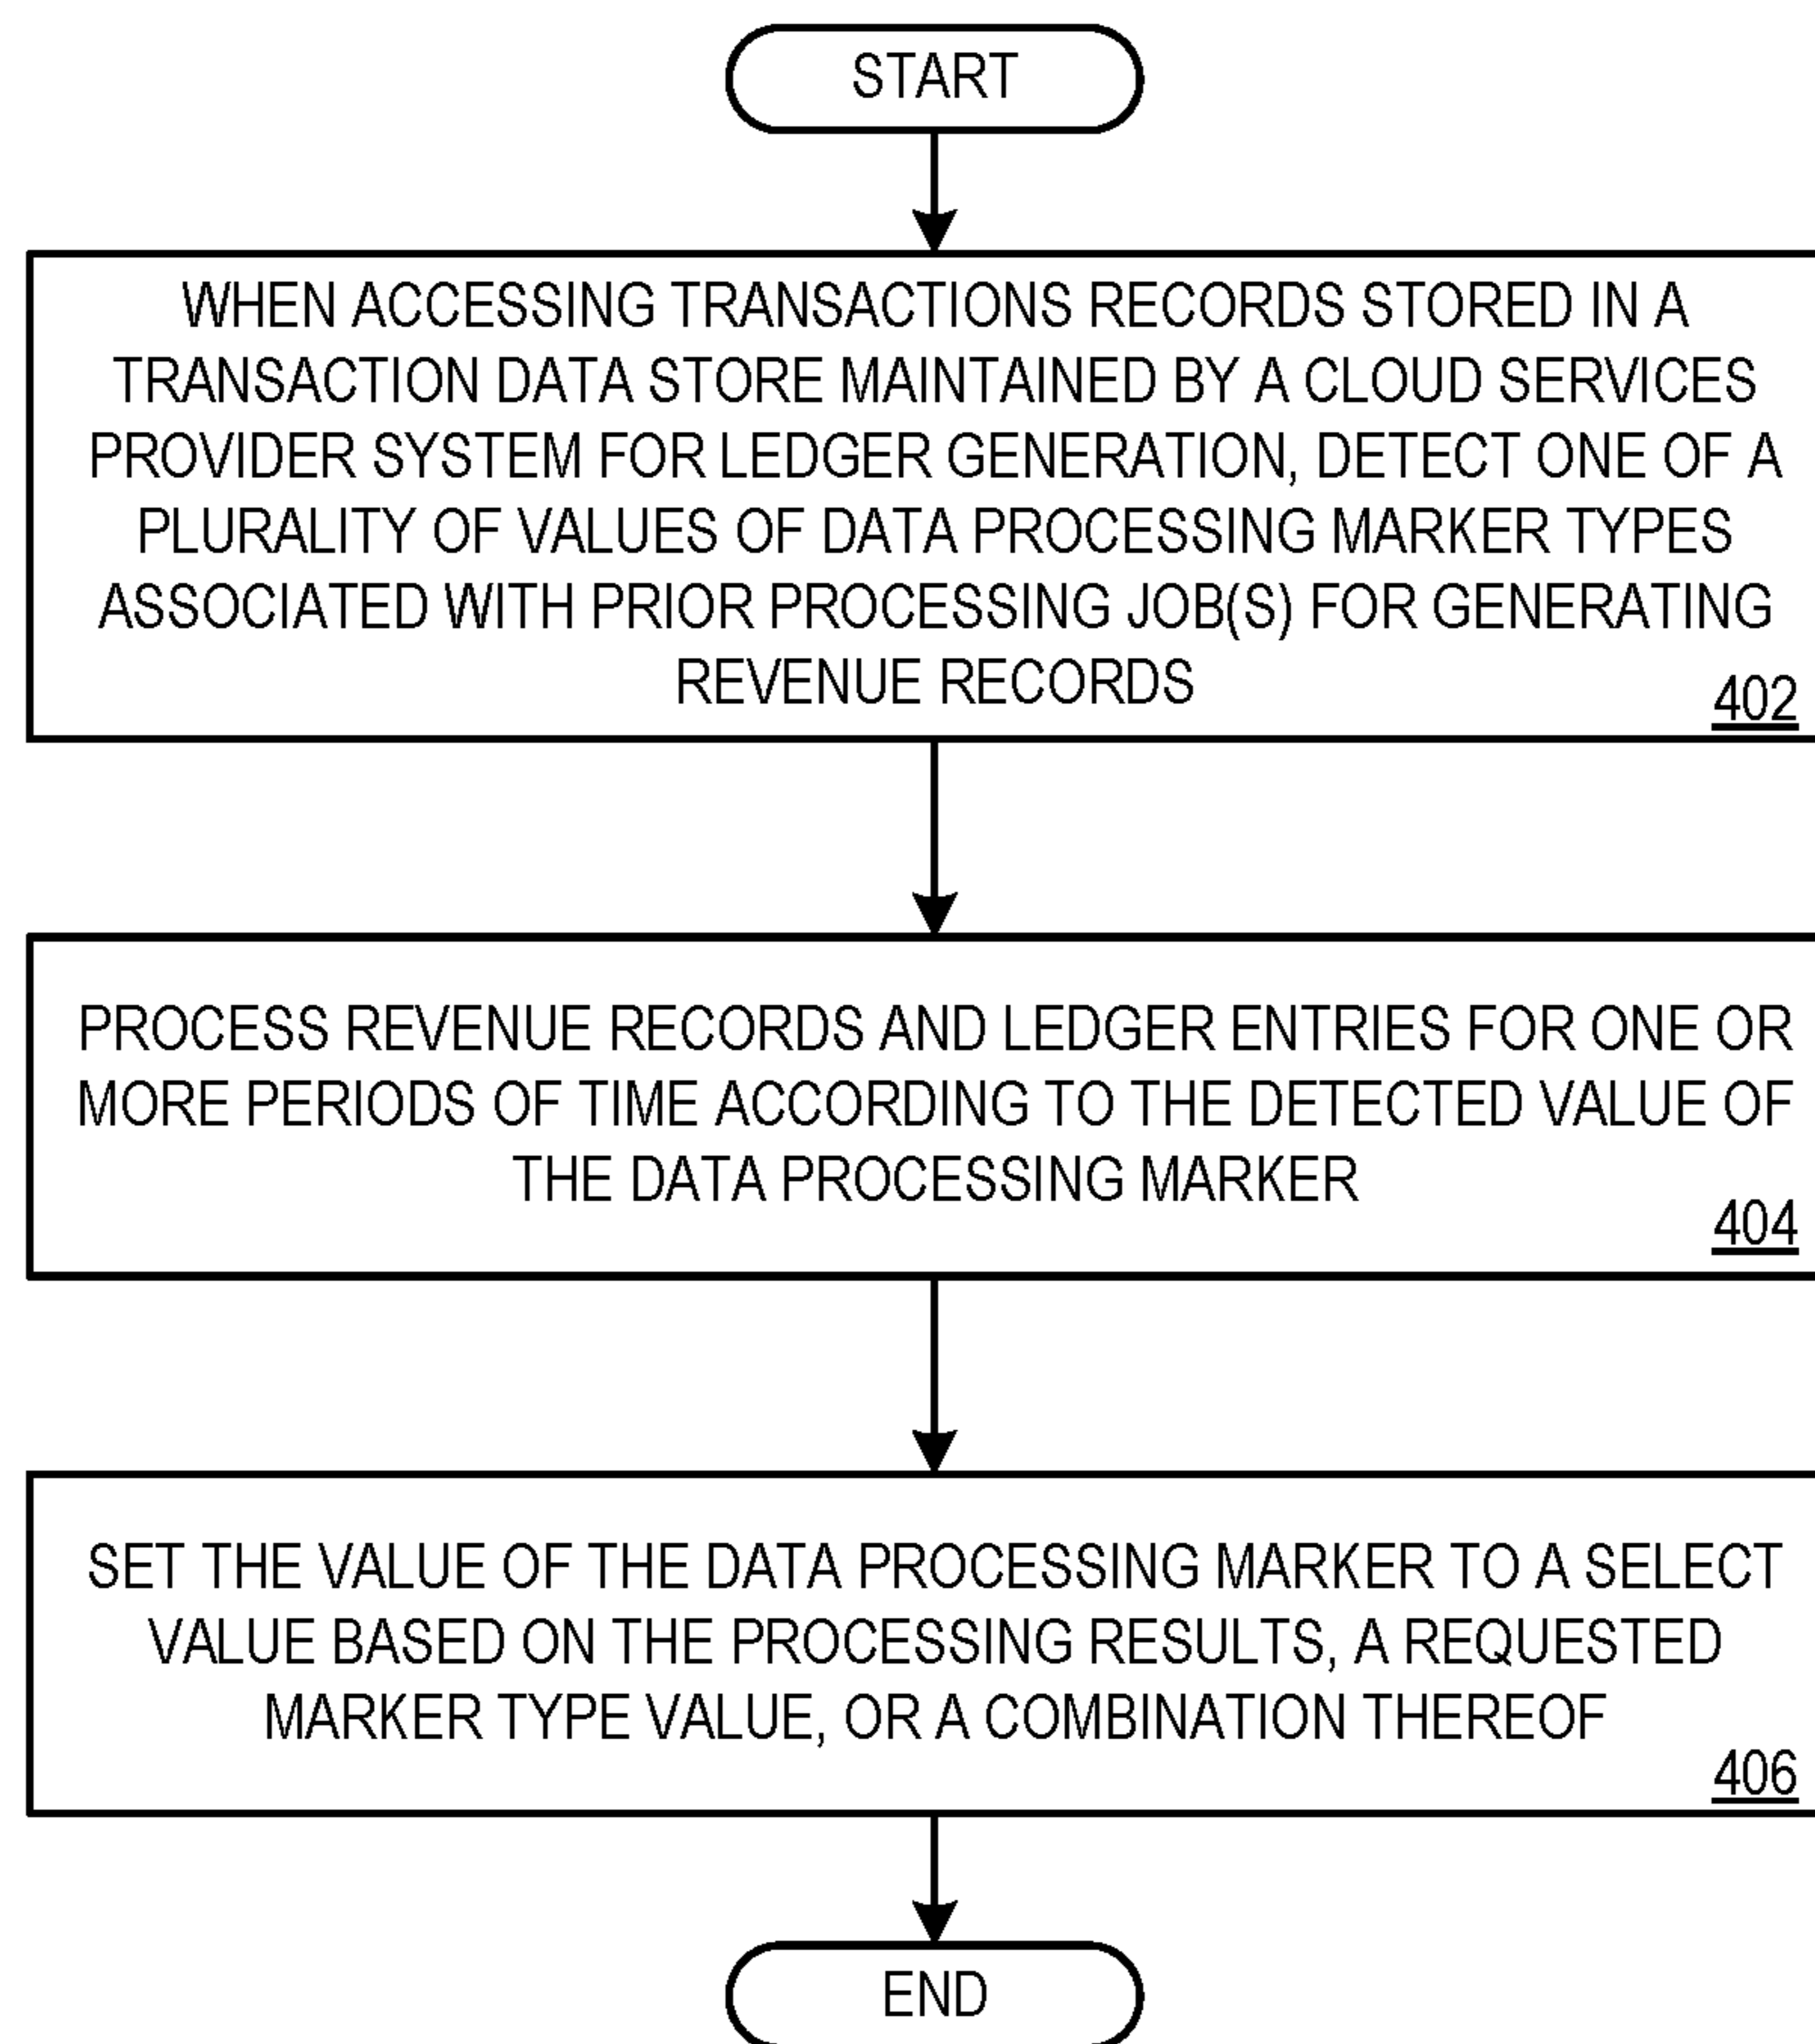 START
WHEN ACCESSING TRANSACTIONS RECORDS STORED IN A
TRANSACTION DATA STORE MAINTAINED BY A CLOUD SERVICES
PROVIDER SYSTEM FOR LEDGER GENERATION, DETECT ONE OF A
PLURALITY OF VALUES OF DATA PROCESSING MARKER TYPES
ASSOCIATED WITH PRIOR PROCESSING JOB(S) FOR GENERATING
REVENUE RECORDS
402
PROCESS REVENUE RECORDS AND LEDGER ENTRIES FOR ONE OR
MORE PERIODS OF TIME ACCORDING TO THE DETECTED VALUE OF
THE DATA PROCESSING MARKER
404
SET THE VALUE OF THE DATA PROCESSING MARKER TO A SELECT
VALUE BASED ON THE PROCESSING RESULTS, A REQUESTED
MARKER TYPE VALUE, OR A COMBINATION THEREOF
406
END